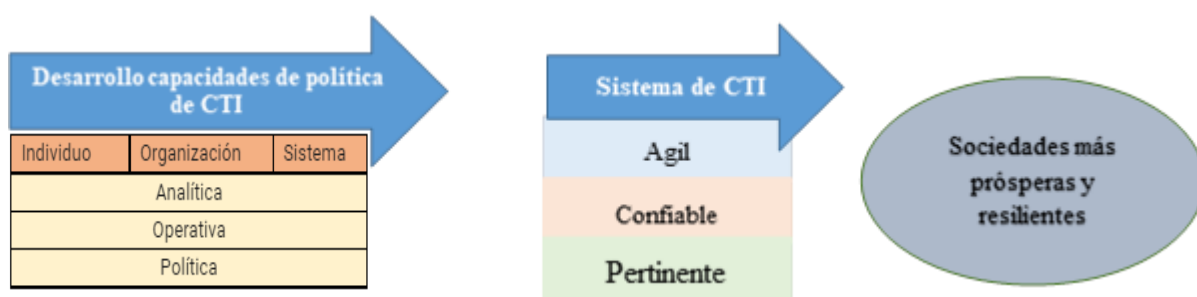 Desarrollo capacidades de política
de CTI
Individuo Organización Sistema
Analítica
Operativa
Política
Sistema de CTI
Agil
Confiable
Pertinente
Sociedades más
prósperas y
resilientes